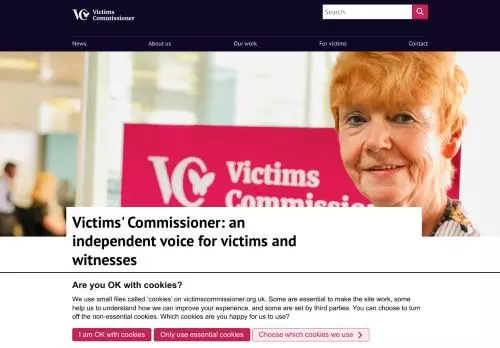 Victims
Commissioner
Search
News
About us
Our work
For victims
Contact
Victims
Commissioner
Victims' Commissioner: an
independent voice for victims and
witnesses
Are you OK with cookies?
We use small files called 'cookies' on victimscommissioner.org.uk. Some are essential to make the site work, some
help us to understand how we can improve your experience, and some are set by third parties. You can choose to
turn off the non-essential cookies. Which cookies are you happy for us to use?
I am OK with cookies
Only use essential cookies
Choose which cookies we use